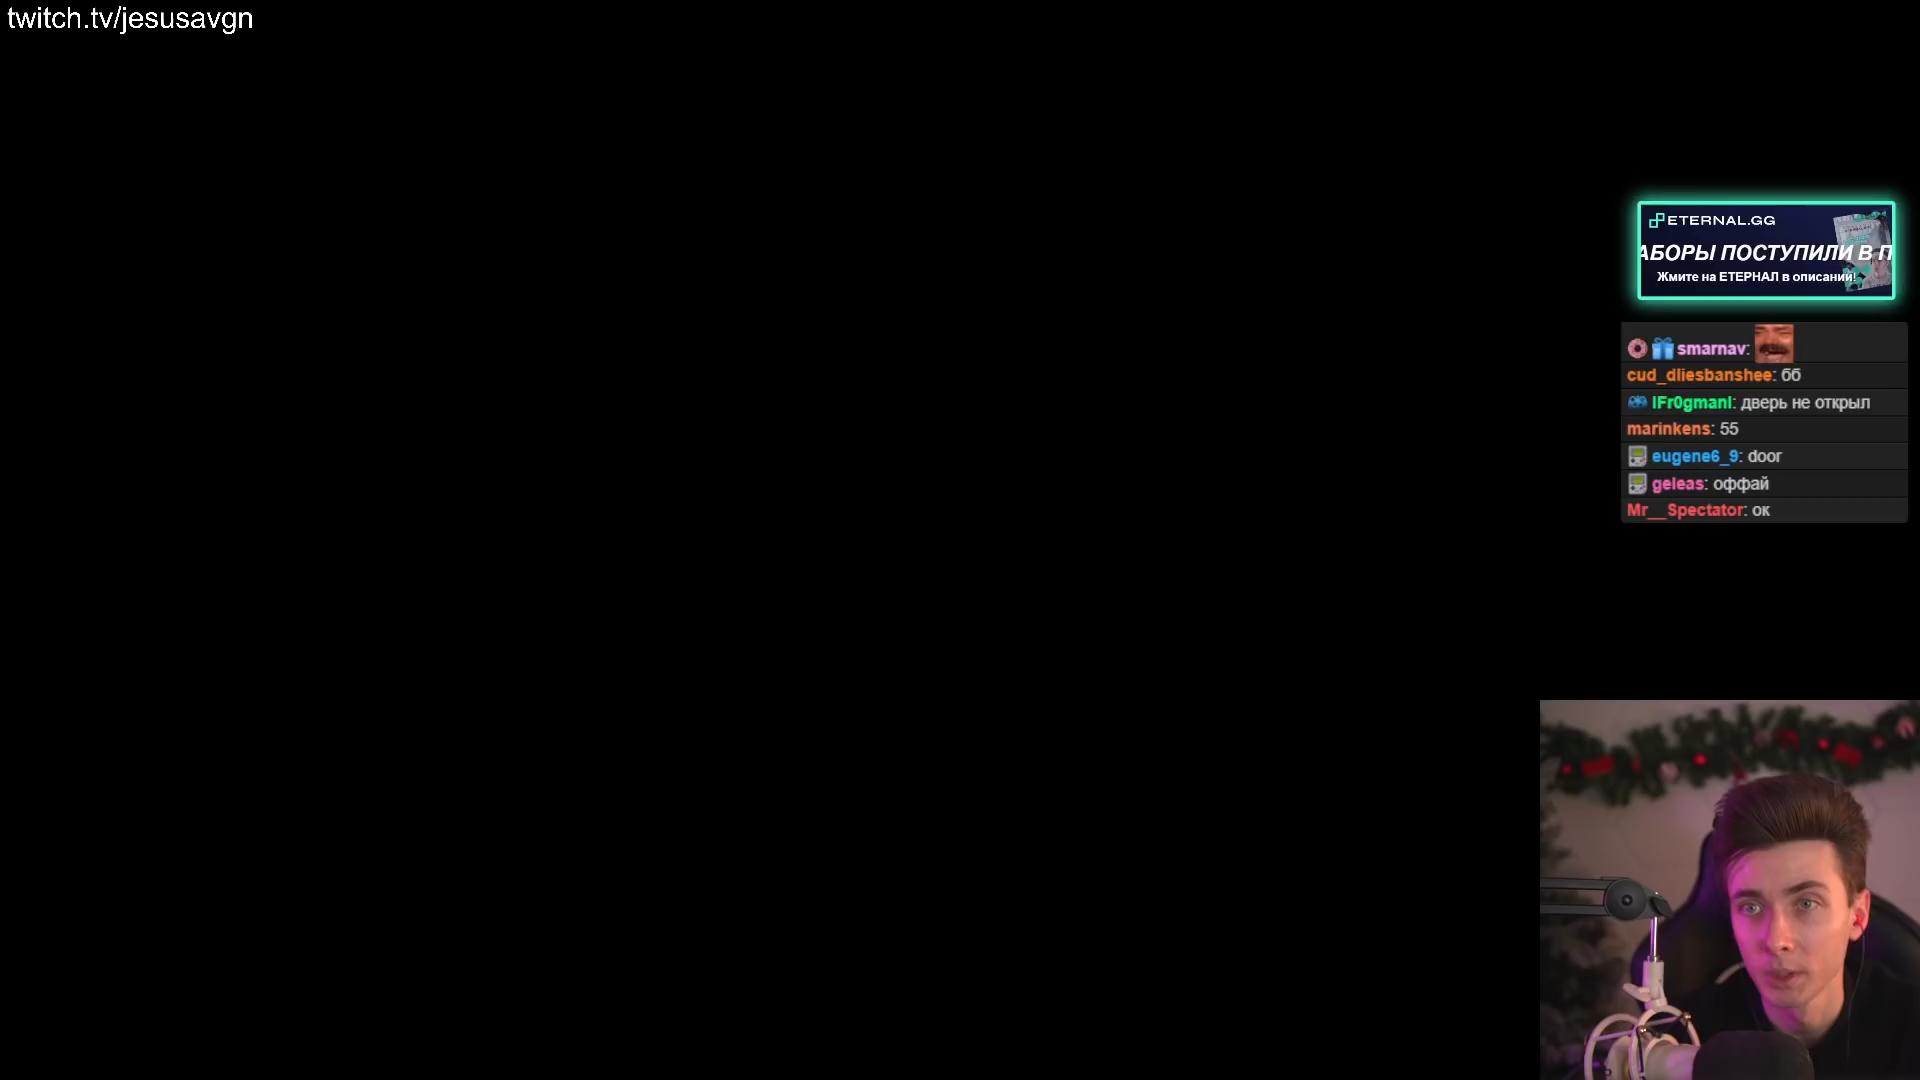 twitch.tv/jesusavgn
ETERNAL.GG
АБОРЫ ПОСТУПИЛИ В П
Жмите на ЕТЕРНАЛ в описании!
smarnav:
cud_dliesbanshee: бб
IFr0gmanI: дверь не открыл
marinkens: 55
eugene6_9: door
geleas: оффай
Mr__Spectator: ок